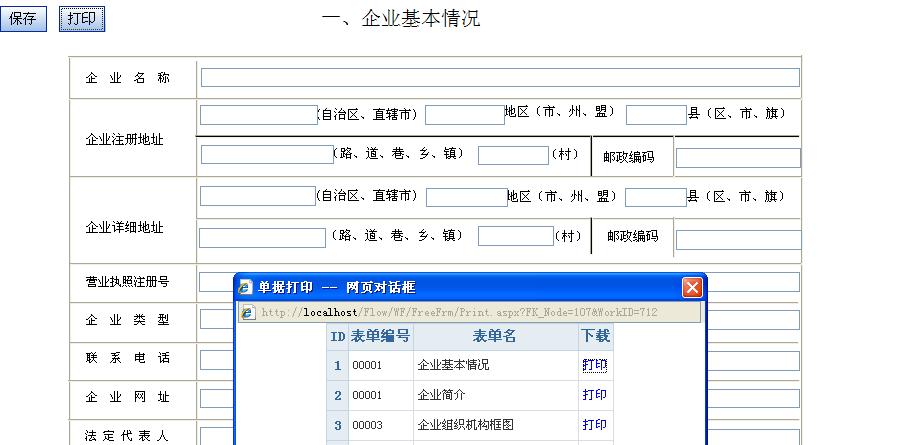 保存 打印 一、企业基本情况
企业名称
(自治区、直辖市) 地区（市、州、盟） 县（区、市、旗）
企业注册地址
（路、道、巷、乡、镇） （村） 邮政编码
(自治区、直辖市) 地区（市、州、盟） 县（区、市、旗）
企业详细地址
（路、道、巷、乡、镇） （村） 邮政编码
营业执照注册号
企业类型
联系电话
企业网址
法定代表人
单据打印 -- 网页对话框
http://localhost/Flow/WF/FreeFrm/Print.aspx?FK_Node=107&WorkID=712
ID 表单编号 表单名 下载
1 00001 企业基本情况 打印
2 00001 企业简介 打印
3 00003 企业组织机构框图 打印